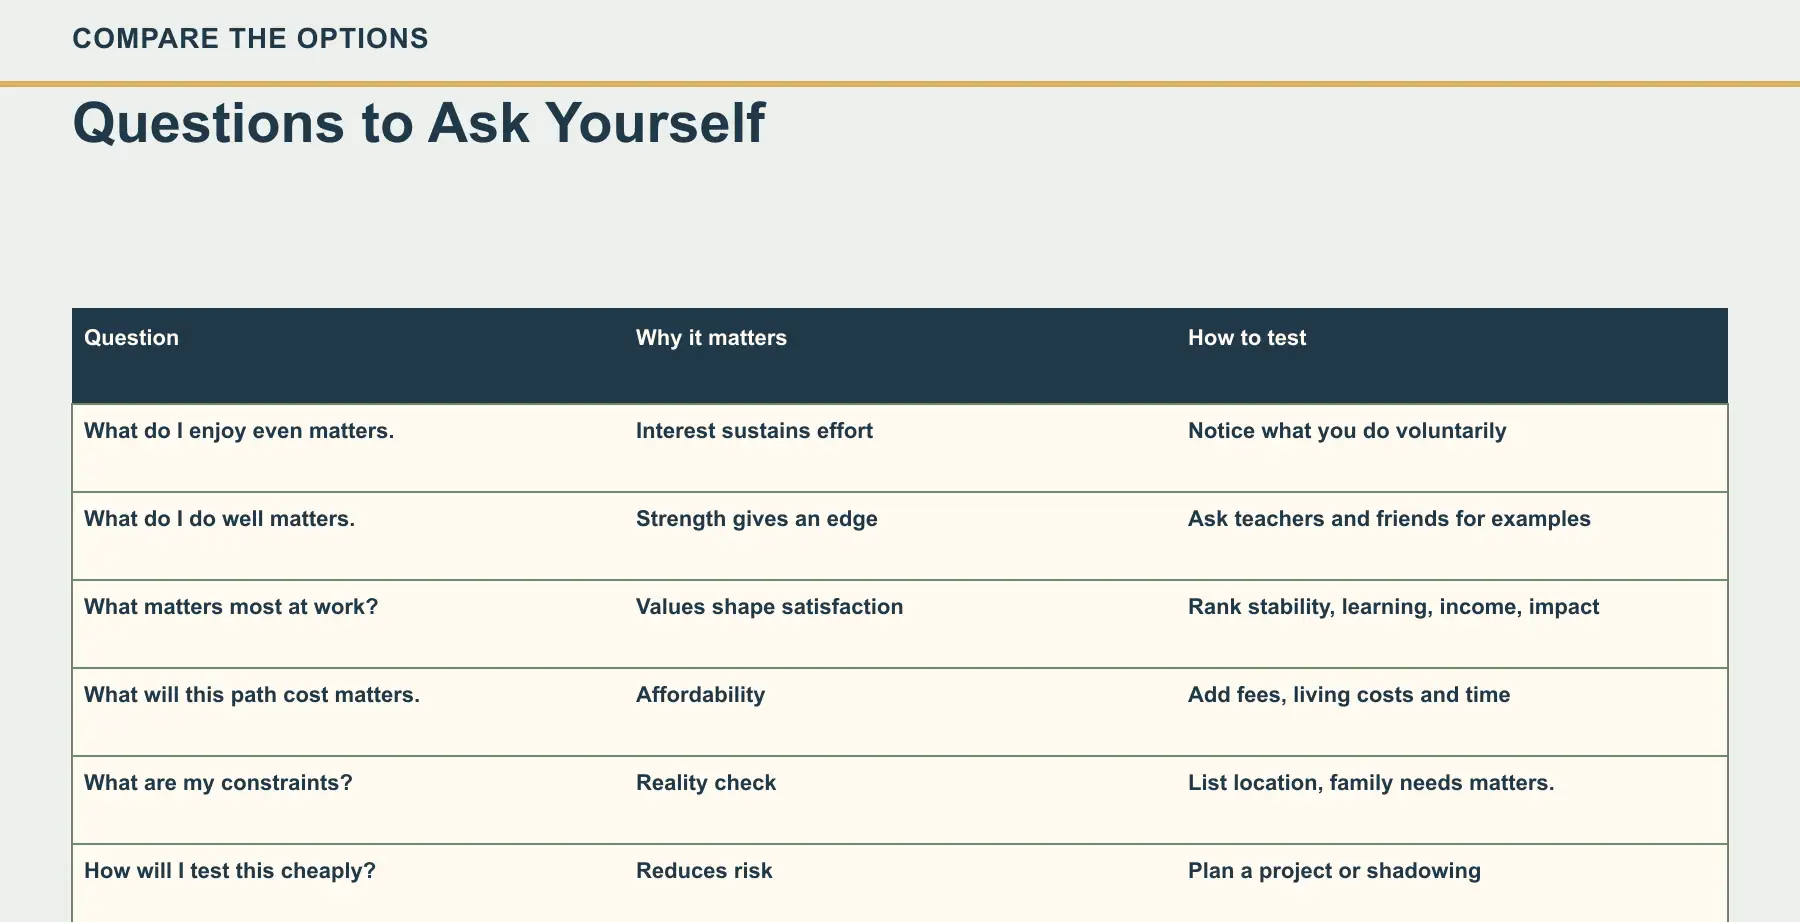 COMPARE THE OPTIONS
Questions to Ask Yourself
Question Why it matters How to test
What do I enjoy even matters. Interest sustains effort Notice what you do voluntarily
What do I do well matters. Strength gives an edge Ask teachers and friends for examples
What matters most at work? Values shape satisfaction Rank stability, learning, income, impact
What will this path cost matters. Affordability Add fees, living costs and time
What are my constraints? Reality check List location, family needs matters.
How will I test this cheaply? Reduces risk Plan a project or shadowing